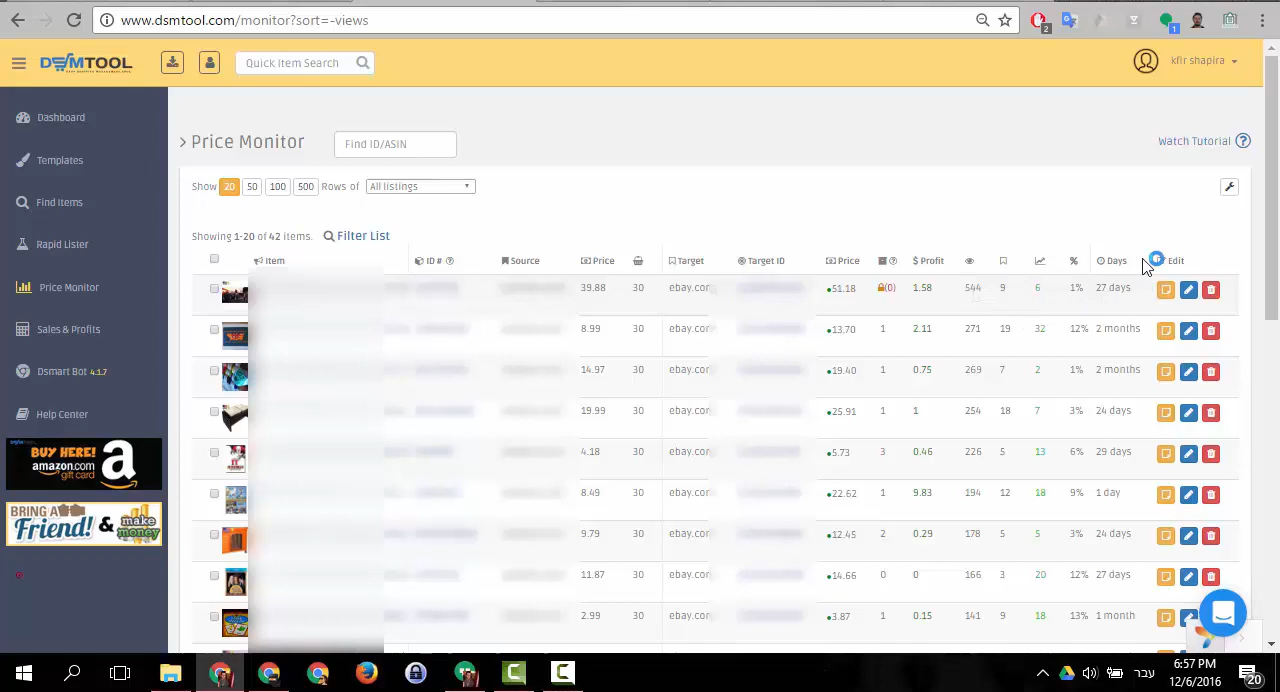 www.dsmtool.com/monitor?sort=-views
2
1
DSMTOOL
Quick Item Search
kfir shapira
Dashboard
Templates
Find Items
Rapid Lister
Price Monitor
Sales & Profits
Dsmart Bot 4.1.7
Help Center
BUY HERE!
amazon.com
gift card
a
BRING A
Friend! & make
money
> Price Monitor
Find ID/ASIN
Watch Tutorial
Show 20 50 100 500 Rows of All listings
Showing 1-20 of 42 items. Filter List
Item ID # Source Price Target Target ID Price $ Profit % Days Edit
39.88 30 ebay.com 51.18 (0) 1.58 544 9 6 1% 27 days
8.99 30 ebay.com 13.70 1 2.11 271 19 32 12% 2 months
14.97 30 ebay.com 19.40 1 0.75 269 7 2 1% 2 months
19.99 30 ebay.com 25.91 1 1 254 18 7 3% 24 days
4.18 30 ebay.com 5.73 3 0.46 226 5 13 6% 29 days
8.49 30 ebay.com 22.62 1 9.83 194 12 18 9% 1 day
9.79 30 ebay.com 12.45 2 0.29 178 5 5 3% 24 days
11.87 30 ebay.com 14.66 0 0 166 3 20 12% 27 days
2.99 30 ebay.com 3.87 1 0.15 141 9 18 13% 1 month
עבר
6:57 PM
12/6/2016
20